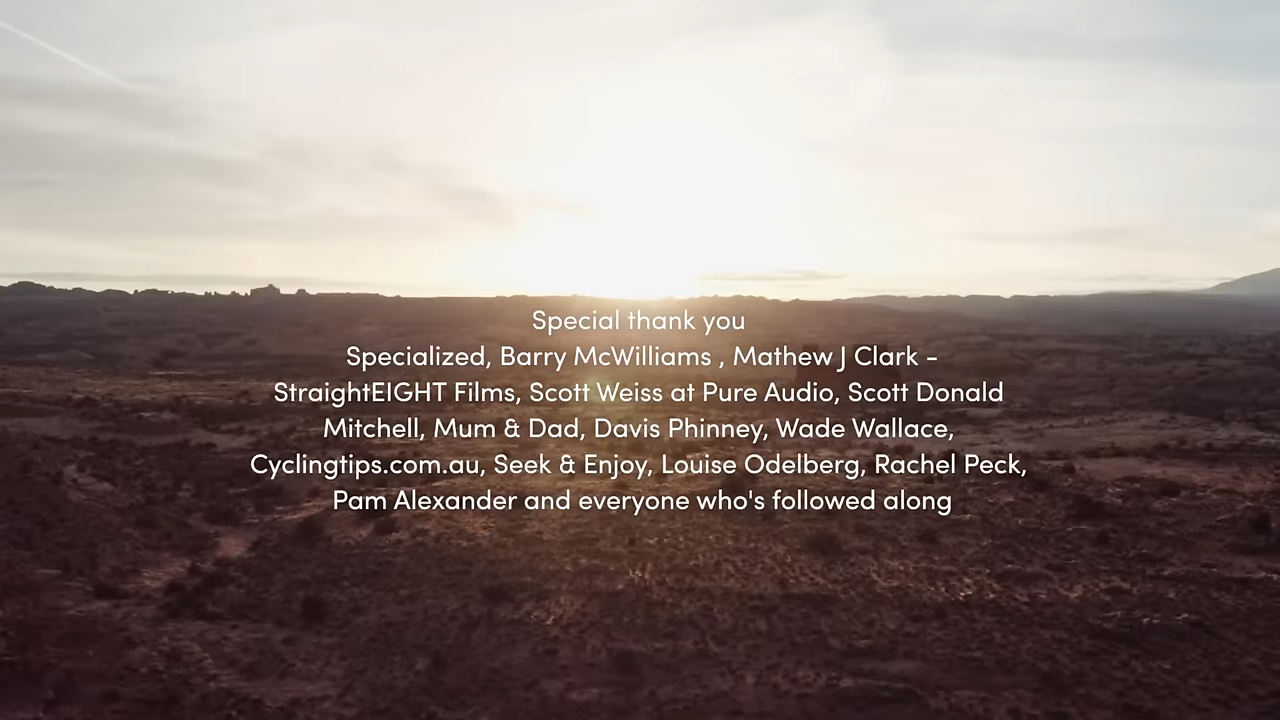 Special thank you
Specialized, Barry McWilliams , Mathew J Clark -
StraightEIGHT Films, Scott Weiss at Pure Audio, Scott Donald
Mitchell, Mum & Dad, Davis Phinney, Wade Wallace,
Cyclingtips.com.au, Seek & Enjoy, Louise Odelberg, Rachel Peck,
Pam Alexander and everyone who's followed along